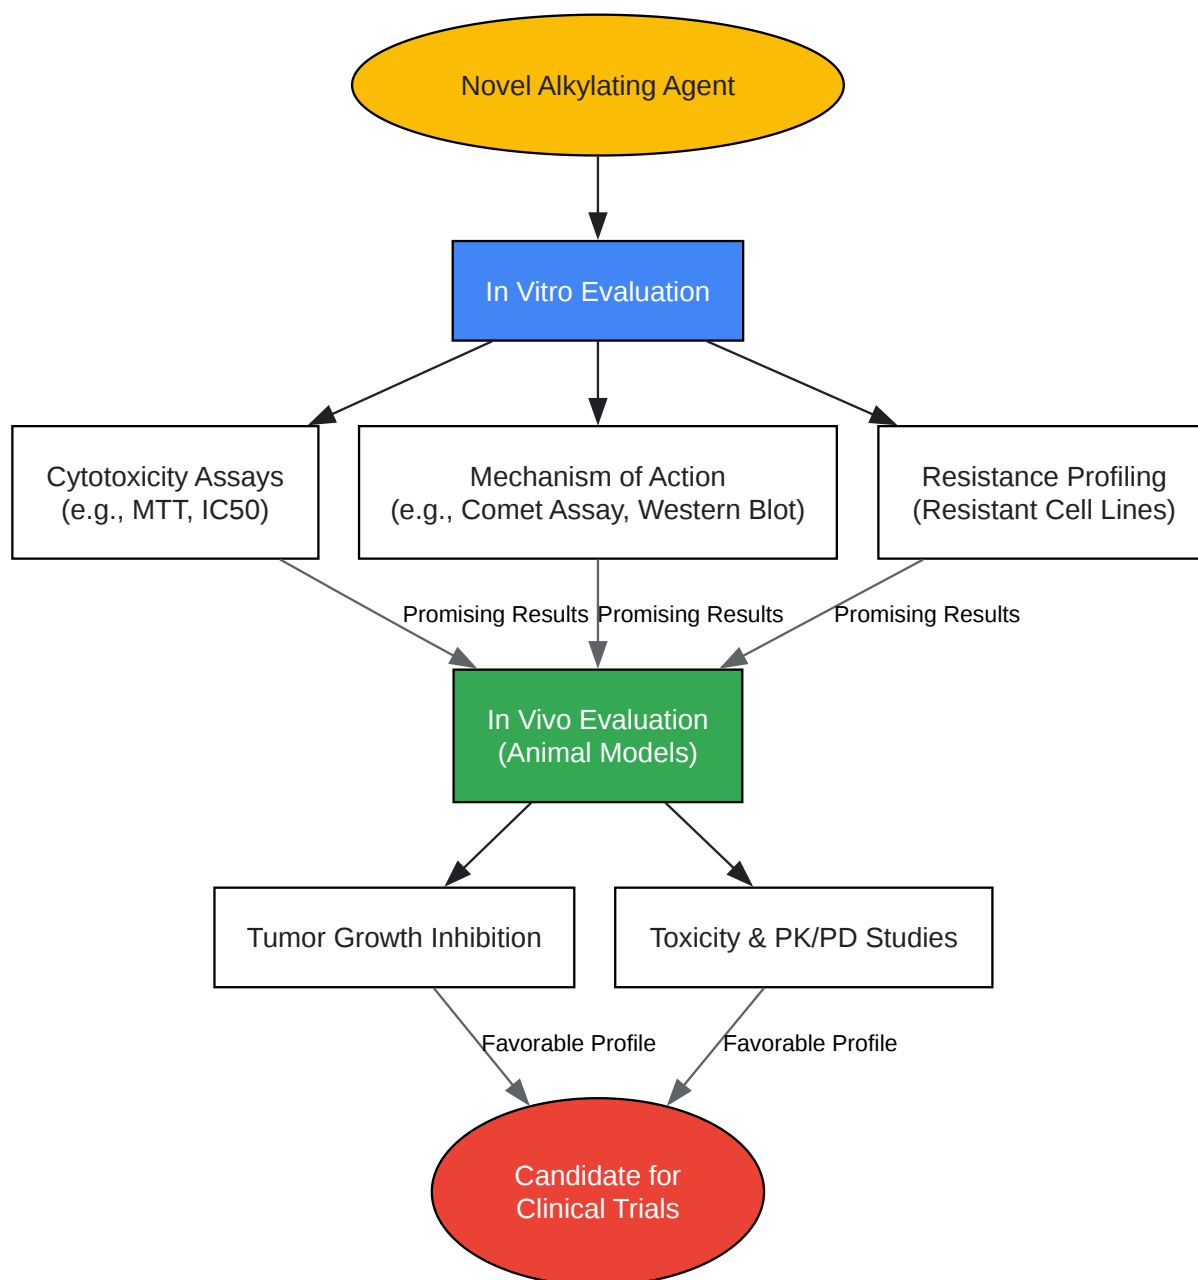 Novel Alkylating Agent
In Vitro Evaluation
Cytotoxicity Assays
(e.g., MTT, IC50)
Mechanism of Action
(e.g., Comet Assay, Western Blot)
Resistance Profiling
(Resistant Cell Lines)
Promising Results
Promising Results
Promising Results
In Vivo Evaluation
(Animal Models)
Tumor Growth Inhibition
Toxicity & PK/PD Studies
Favorable Profile
Favorable Profile
Candidate for
Clinical Trials